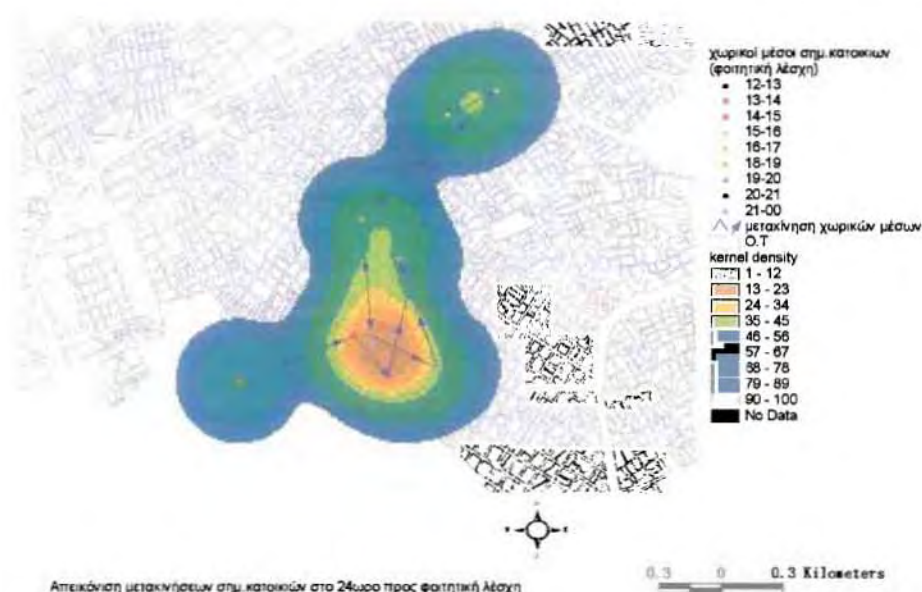 χωρικοί μέσοι σημ.κατοικιων
(φοιτητική λέσχη)
12-13
13-14
14-15
15-16
16-17
18-19
19-20
20-21
21-00
μετακίνηση χωρικών μέσων
Ο.Τ
kernel density
1 - 12
13 - 23
24 - 34
35 - 45
46 - 56
57 - 67
68 - 78
79 - 89
90 - 100
No Data
0.3 0 0.3 Kilometers
Απεικόνιση μετακινήσεων σημ.κατοικιών στο 24ωρο προς φοιτητική λέσχη